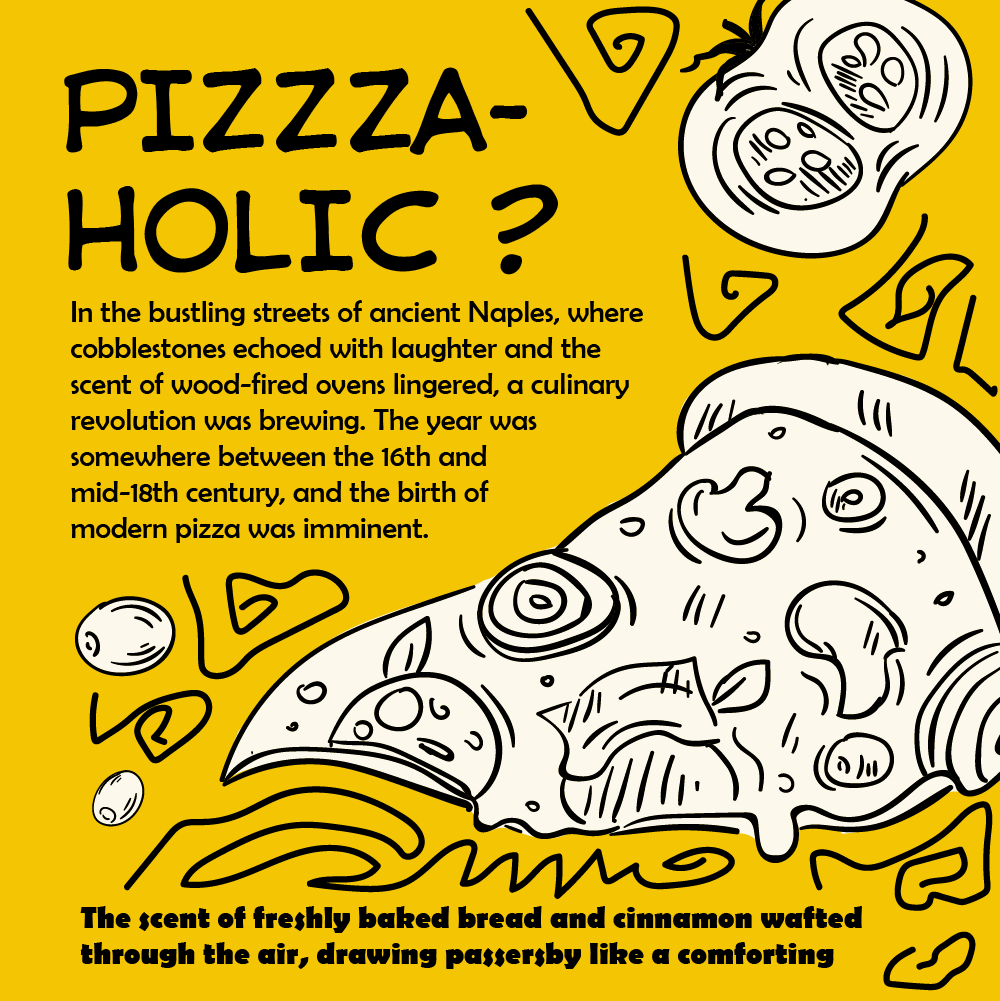 PIZZZA-
HOLIC ?
In the bustling streets of ancient Naples, where
cobblestones echoed with laughter and the
scent of wood-fired ovens lingered, a culinary
revolution was brewing. The year was
somewhere between the 16th and
mid-18th century, and the birth of
modern pizza was imminent.
The scent of freshly baked bread and cinnamon wafted
through the air, drawing passersby like a comforting